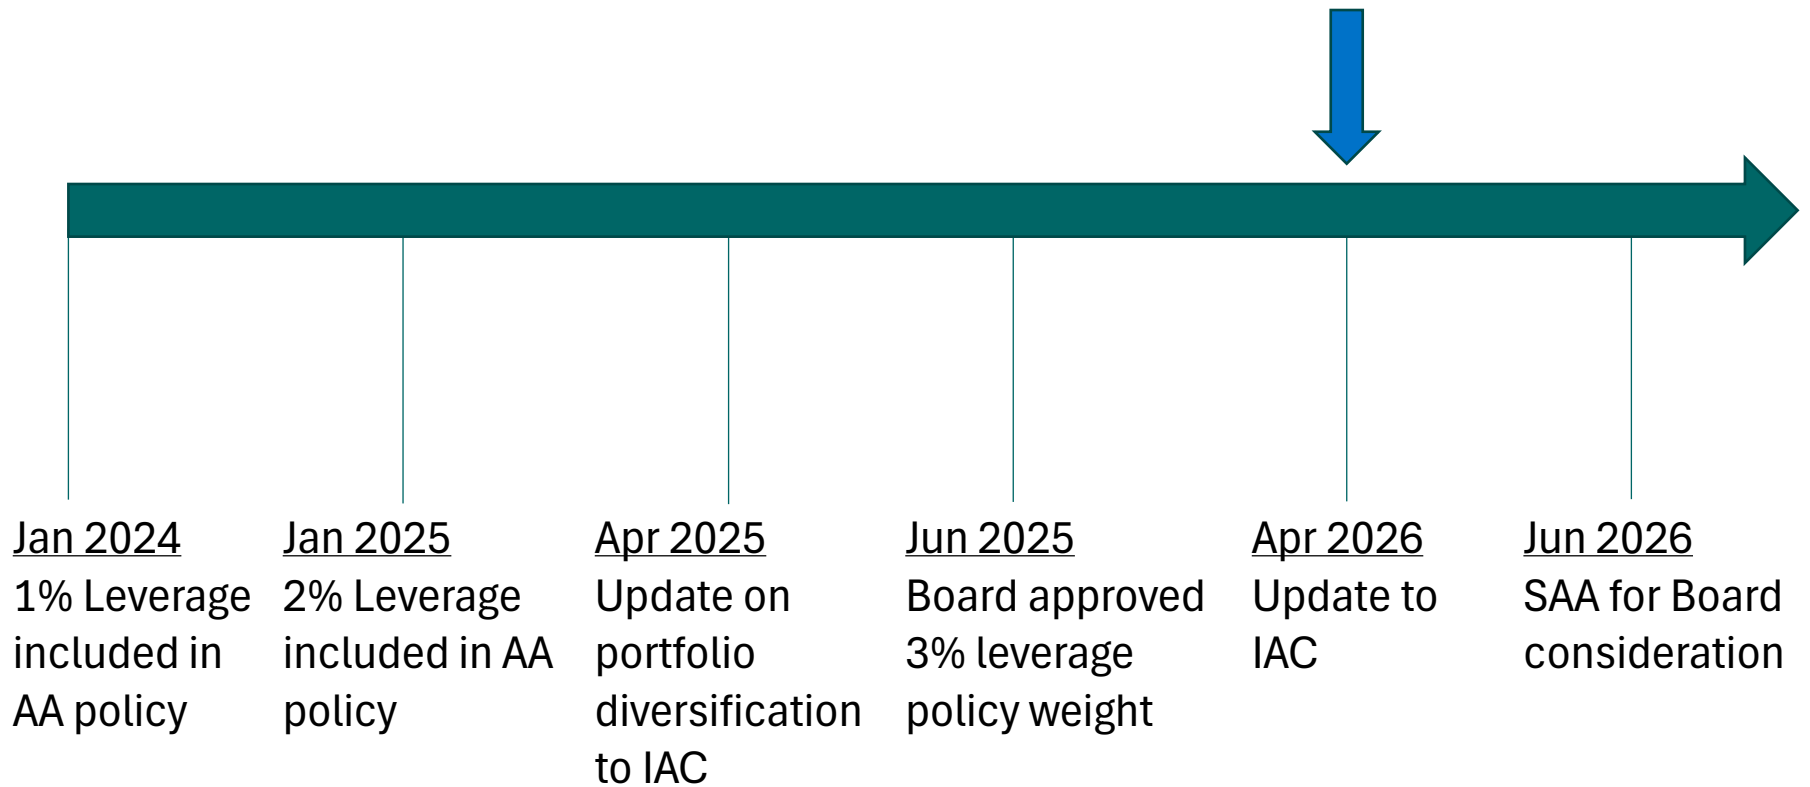 Jan 2024
1% Leverage
included in
AA policy
Jan 2025
2% Leverage
included in AA
policy
Apr 2025
Update on
portfolio
diversification
to IAC
Jun 2025
Board approved
3% leverage
policy weight
Apr 2026
Update to
IAC
Jun 2026
SAA for Board
consideration